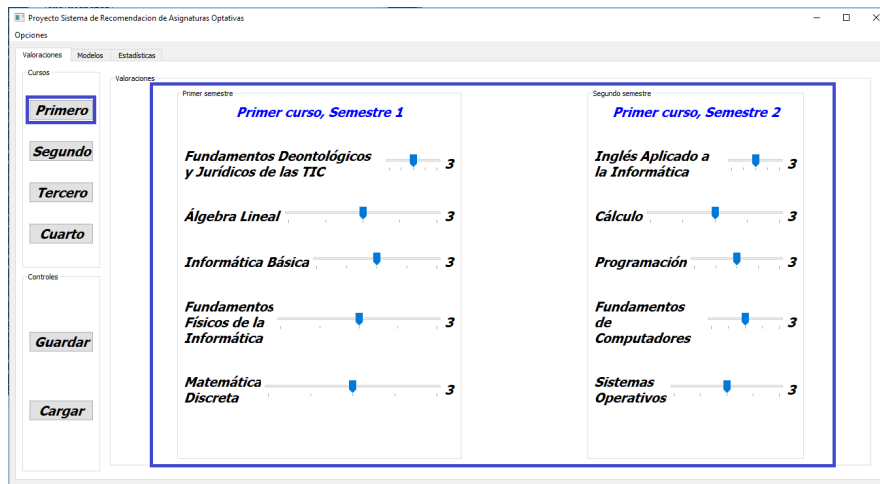 Proyecto Sistema de Recomendacion de Asignaturas Optativas
Opciones
Valoraciones Modelos Estadísticas
Cursos
Primero
Segundo
Tercero
Cuarto
Controles
Guardar
Cargar
Valoraciones
Primer semestre
Primer curso, Semestre 1
Fundamentos Deontológicos
y Jurídicos de las TIC 3
Álgebra Lineal 3
Informática Básica 3
Fundamentos
Físicos de la 3
Informática
Matemática 3
Discreta
Segundo semestre
Primer curso, Semestre 2
Inglés Aplicado a 3
la Informática
Cálculo 3
Programación 3
Fundamentos
de 3
Computadores
Sistemas 3
Operativos